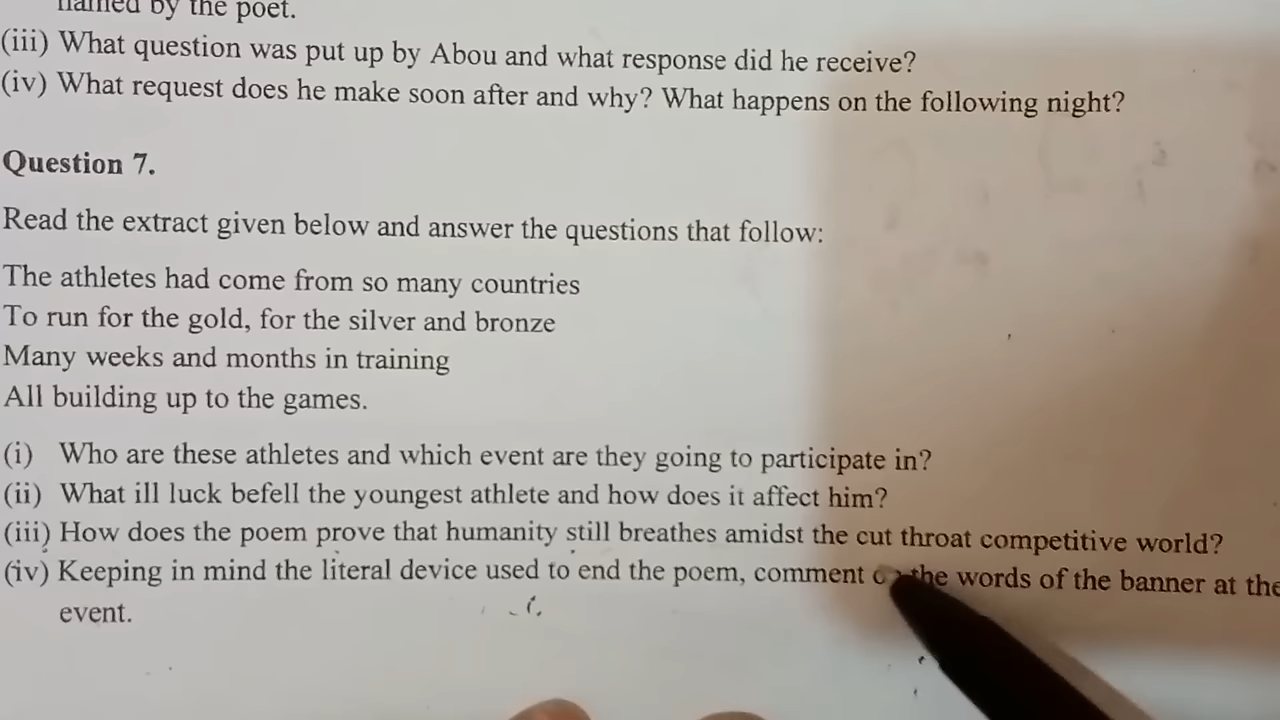 named by the poet.
(iii) What question was put up by Abou and what response did he receive?
(iv) What request does he make soon after and why? What happens on the following night?
Question 7.
Read the extract given below and answer the questions that follow:
The athletes had come from so many countries
To run for the gold, for the silver and bronze
Many weeks and months in training
All building up to the games.
(i) Who are these athletes and which event are they going to participate in?
(ii) What ill luck befell the youngest athlete and how does it affect him?
(iii) How does the poem prove that humanity still breathes amidst the cut throat competitive world?
(iv) Keeping in mind the literal device used to end the poem, comment the words of the banner at the
event.